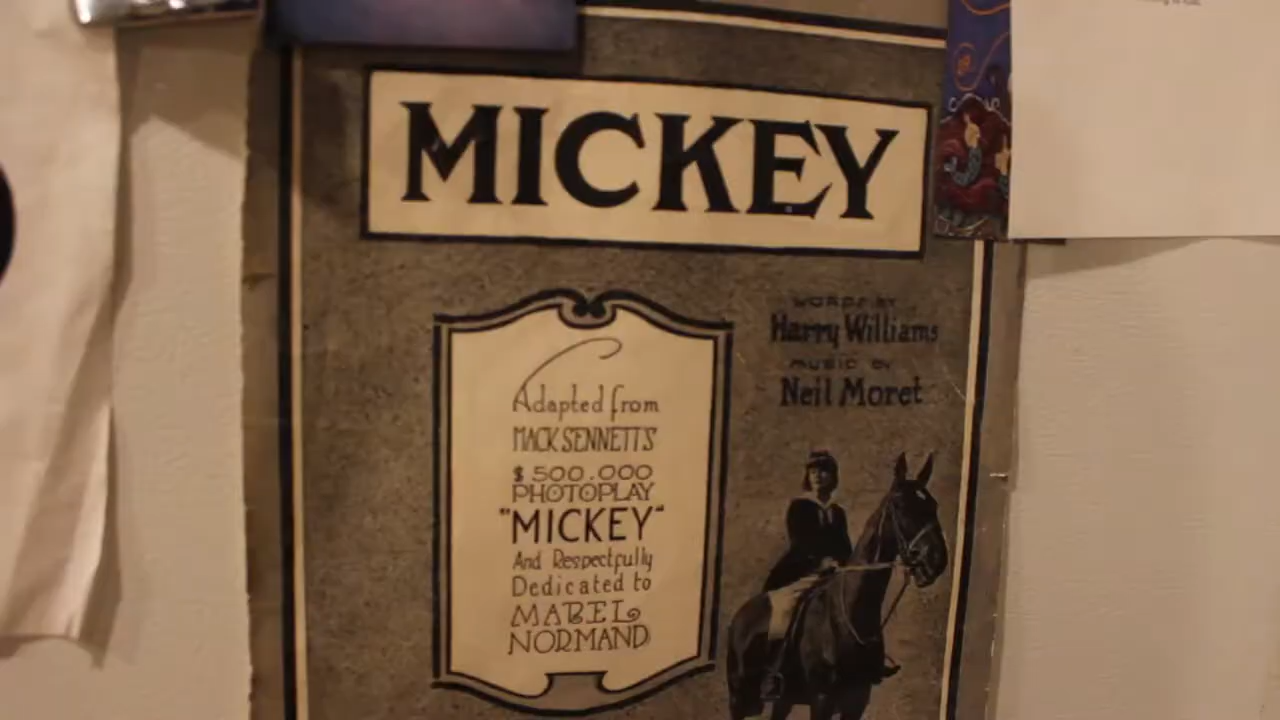 MICKEY
WORDS BY
Harry Williams
MUSIC BY
Neil Moret
Adapted from
MACK SENNETT'S
$500.000
PHOTOPLAY
"MICKEY"
And Respectfully
Dedicated to
MABEL
NORMAND